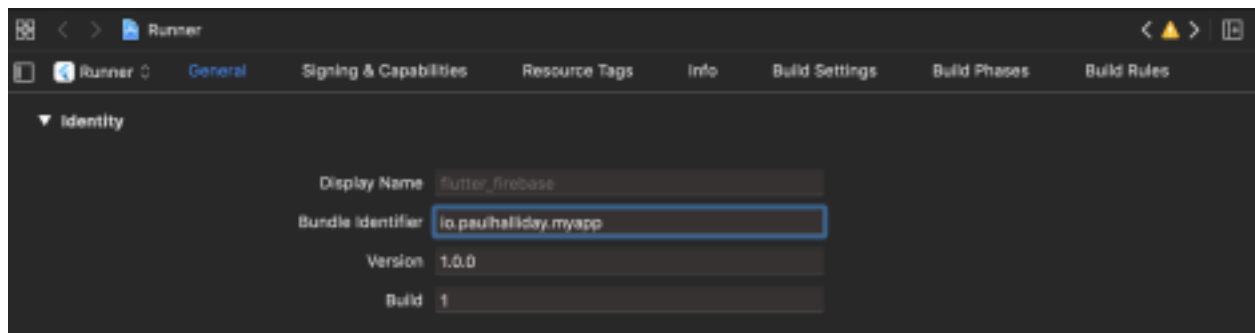 Runner
Runner General Signing & Capabilities Resource Tags Info Build Settings Build Phases Build Rules
Identity
Display Name flutter_firebase
Bundle Identifier io.paulhalliday.myapp
Version 1.0.0
Build 1